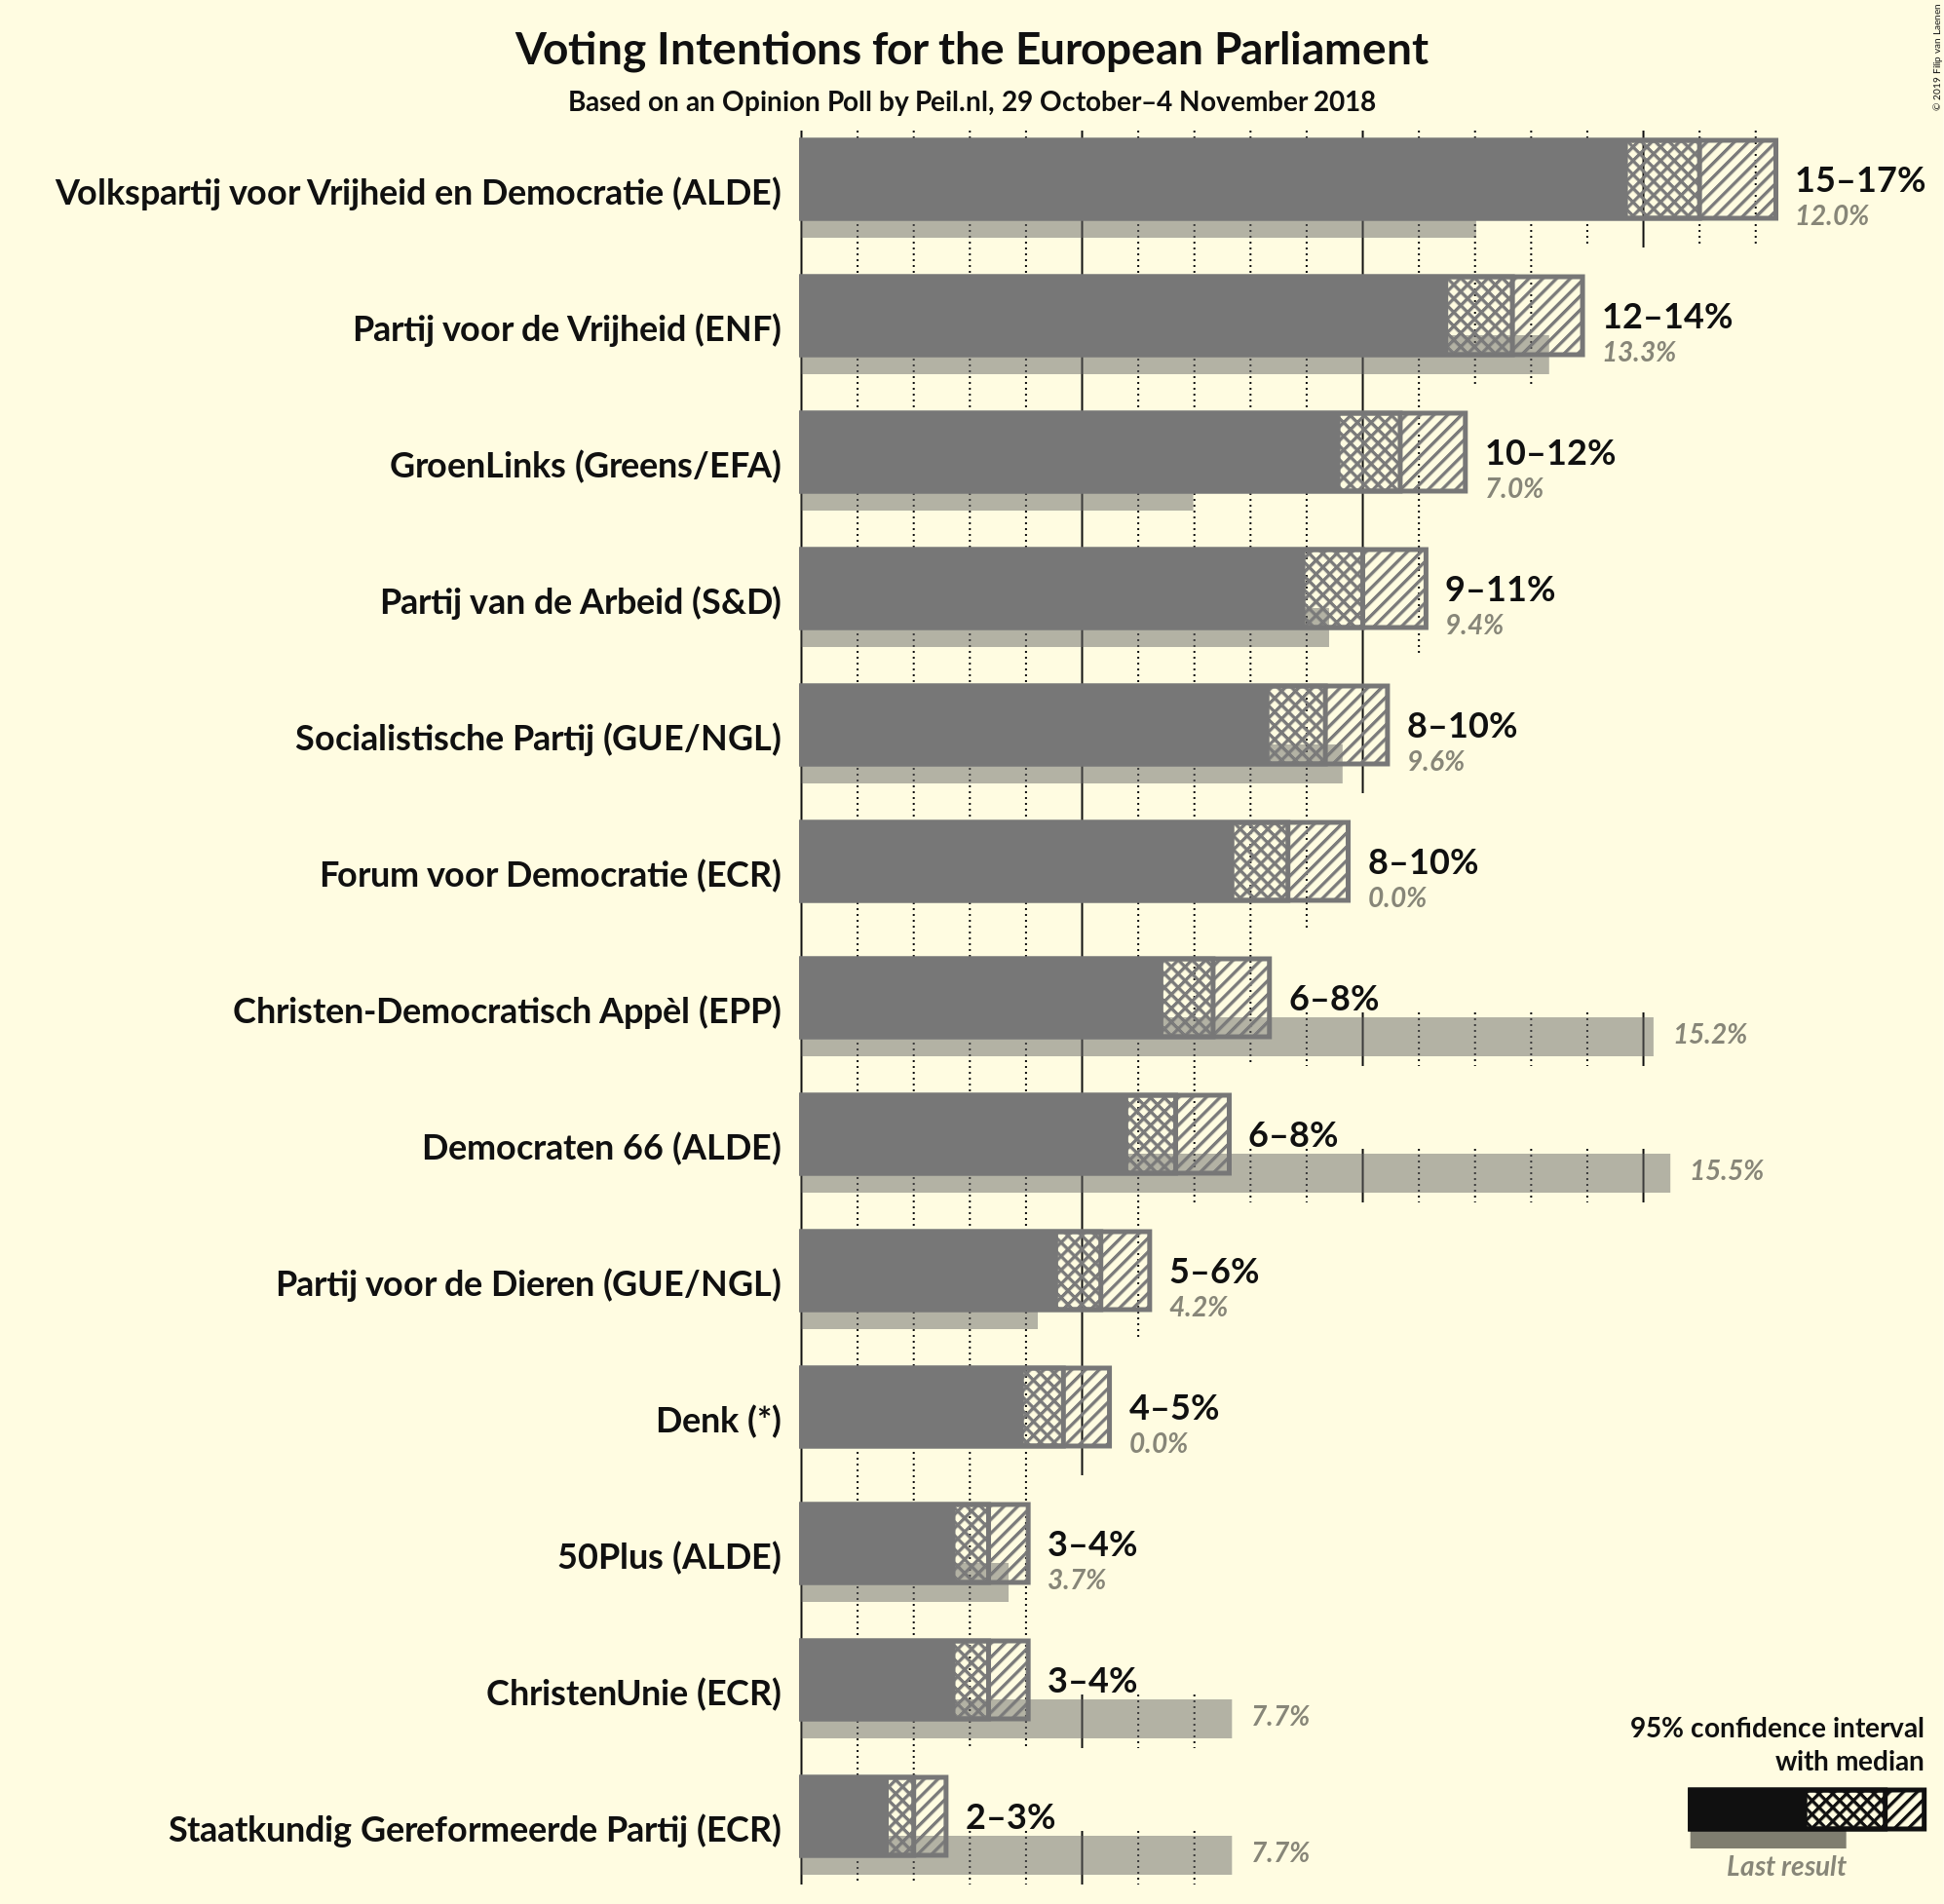 Voting Intentions for the European Parliament
Based on an Opinion Poll by Peil.nl, 29 October–4 November 2018
© 2019 Filip van Laenen
Volkspartij voor Vrijheid en Democratie (ALDE)
15–17%
12.0%
Partij voor de Vrijheid (ENF)
12–14%
13.3%
GroenLinks (Greens/EFA)
10–12%
7.0%
Partij van de Arbeid (S&D)
9–11%
9.4%
Socialistische Partij (GUE/NGL)
8–10%
9.6%
Forum voor Democratie (ECR)
8–10%
0.0%
Christen-Democratisch Appèl (EPP)
6–8%
15.2%
Democraten 66 (ALDE)
6–8%
15.5%
Partij voor de Dieren (GUE/NGL)
5–6%
4.2%
Denk (*)
4–5%
0.0%
50Plus (ALDE)
3–4%
3.7%
ChristenUnie (ECR)
3–4%
7.7%
Staatkundig Gereformeerde Partij (ECR)
2–3%
7.7%
95% confidence interval
with median
Last result